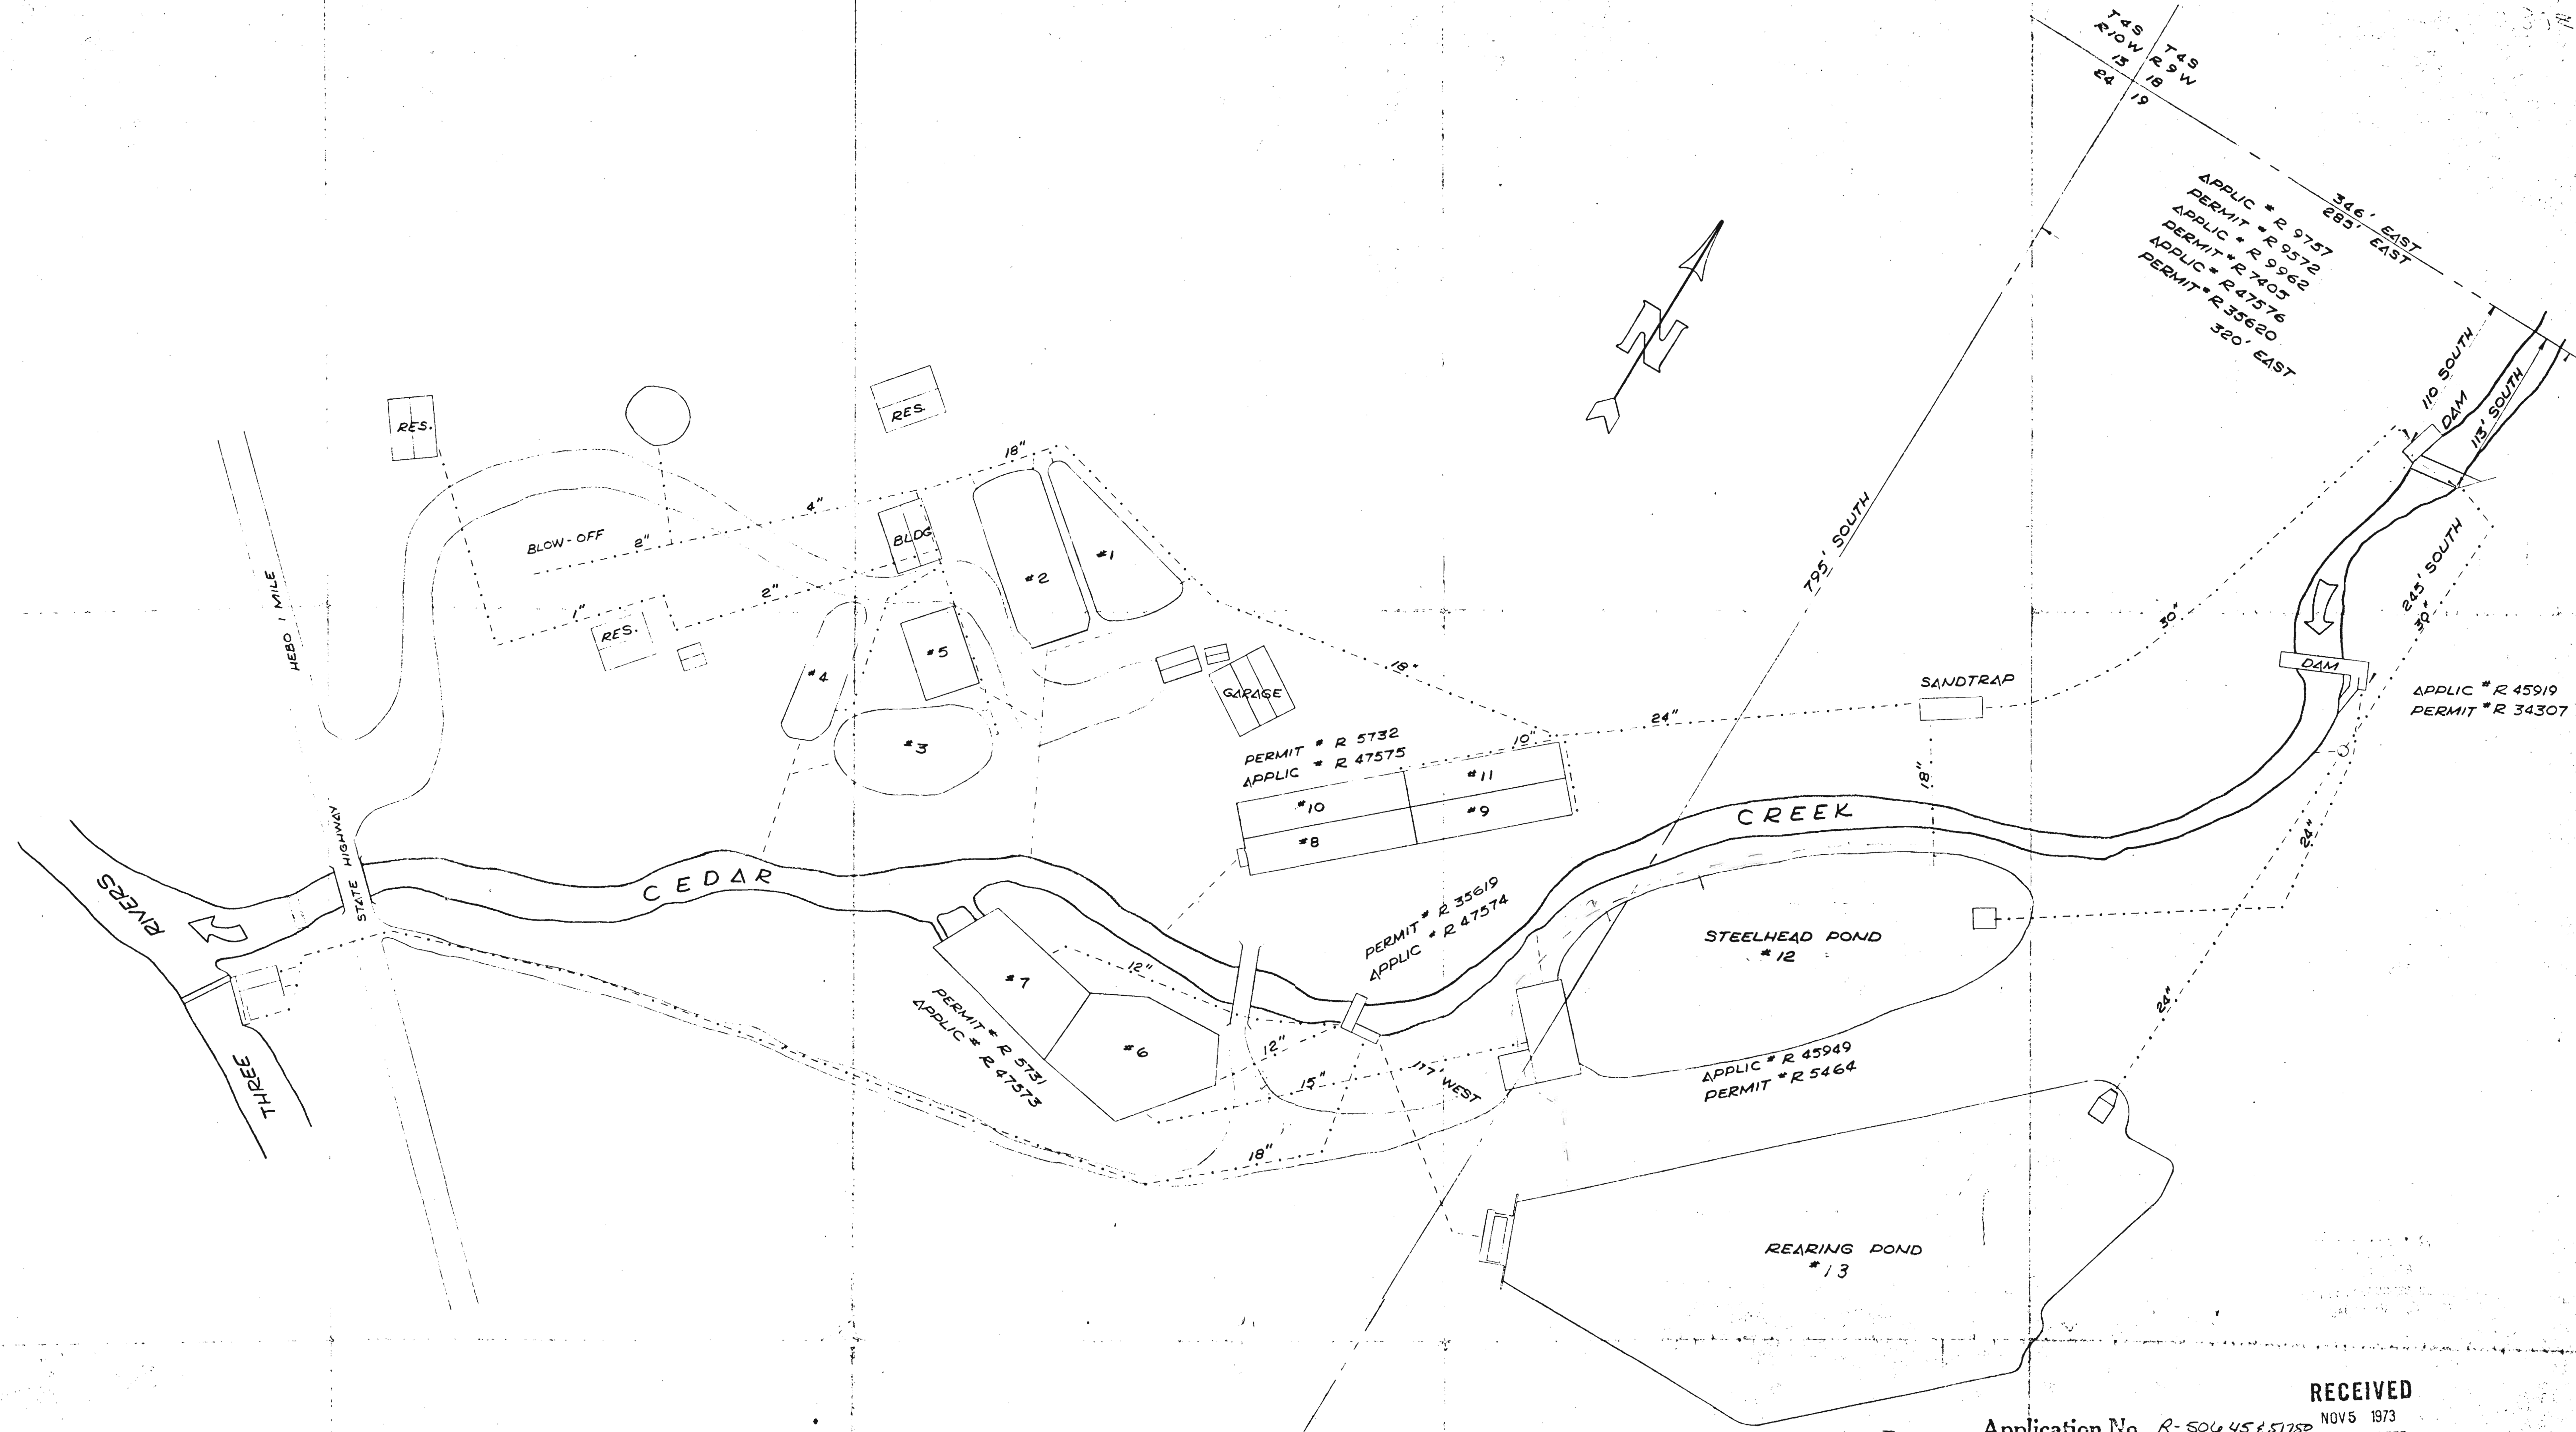 T4S T4S
R10W R9W
13 18
24 19
346' EAST
285' EAST
APPLIC # R 9757
PERMIT # R 9572
APPLIC # R 9962
PERMIT # R 7405
APPLIC # R 47576
PERMIT # R 35620
320' EAST
110 SOUTH
DAM
113' SOUTH
245' SOUTH
30"
30"
DAM
APPLIC # R 45919
PERMIT # R 34307
24"
24"
795' SOUTH
SANDTRAP
24"
18"
N
RES.
RES.
18"
4"
BLOW-OFF
2"
BLDG
#2
#1
2"
1"
RES.
HEBO 1 MILE
#4
#5
#3
GARAGE
18"
PERMIT # R 5732
APPLIC # R 47575
10"
#11
#10
#9
#8
CREEK
CEDAR
STATE HIGHWAY
RIVERS
THREE
#7
#6
12"
PERMIT # R 5731
APPLIC # R 47573
12"
15"
18"
117' WEST
PERMIT # R 35619
APPLIC # R 47574
STEELHEAD POND
#12
APPLIC # R 45949
PERMIT # R 5464
REARING POND
#13
RECEIVED
NOV 5 1973
Application No. R-50645 & 51750